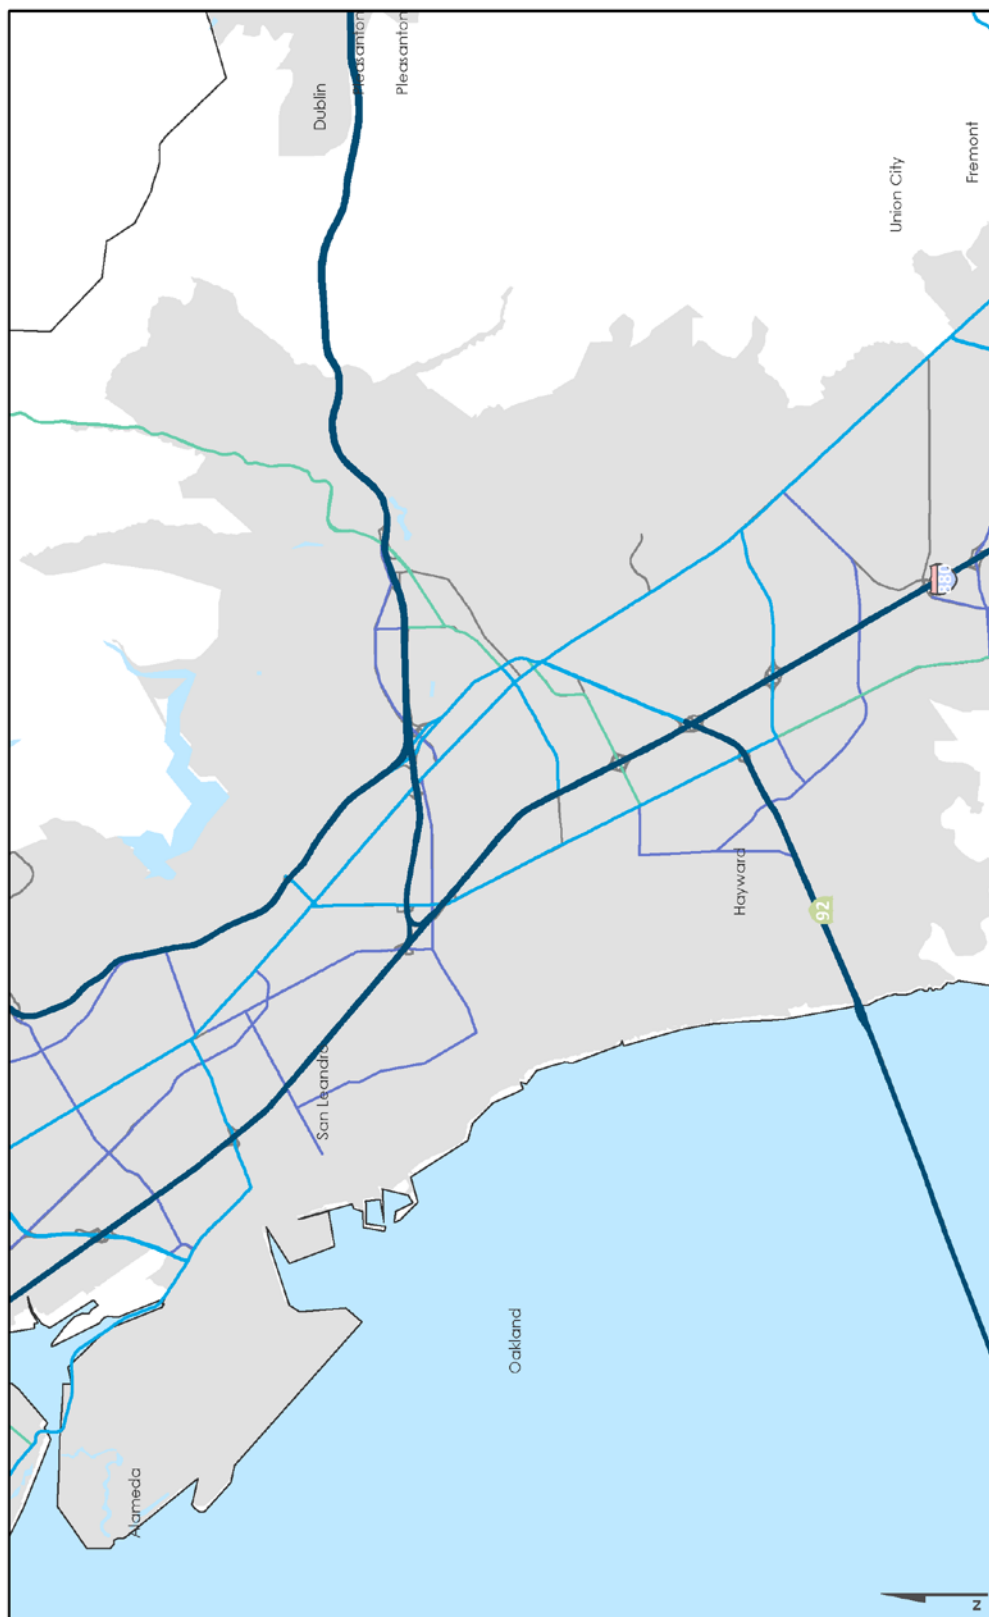 Pleasanton
Pleasanton
Dublin
Union City
Fremont
880
Hayward
92
San Leandro
Oakland
Alameda
N